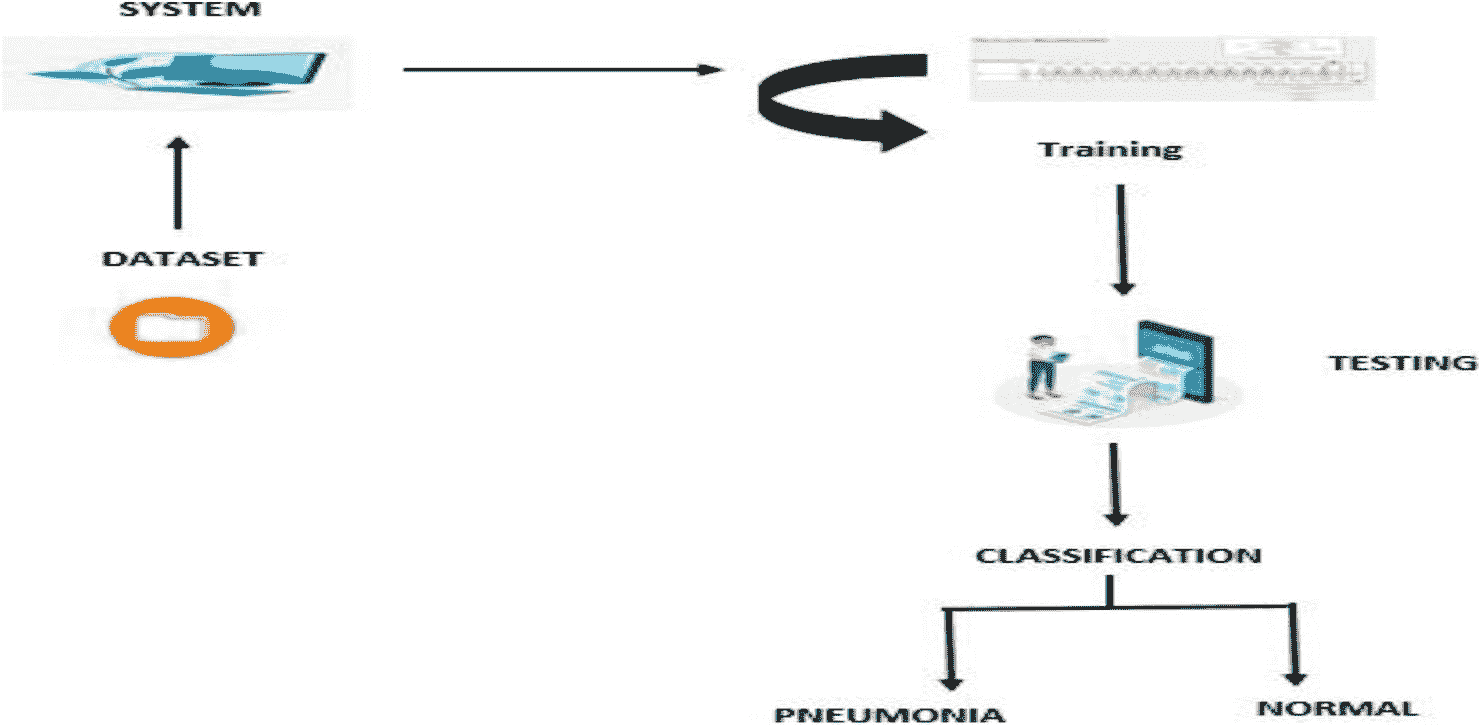 SYSTEM
Training
DATASET
TESTING
CLASSIFICATION
PNEUMONIA
NORMAL